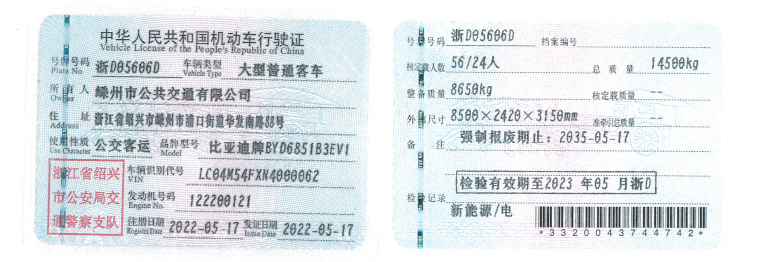 中华人民共和国机动车行驶证
Vehicle License of the People's Republic of China
号牌号码 浙D05606D 车辆类型 大型普通客车
Plate No. Vehicle Type
所有人 嵊州市公共交通有限公司
Owner
住址 浙江省绍兴市嵊州市浦口街道华发南路88号
Address
使用性质 公交客运 品牌型号 比亚迪牌BYD6851B3EV1
Use Character Model
浙江省绍兴
市公安局交
通警察支队
车辆识别代号 LC04M54FXN4000062
VIN
发动机号码 122200121
Engine No.
注册日期 2022-05-17 发证日期 2022-05-17
Register Date Issue Date
号牌号码 浙D05606D 档案编号
核定载人数 56/24人 总质量 14500kg
整备质量 8650kg 核定载质量 --
外廓尺寸 8500×2420×3150mm 准牵引总质量 --
备注 强制报废期止：2035-05-17
检验有效期至2023年05月浙D
检验记录
新能源/电
*3320043744742*